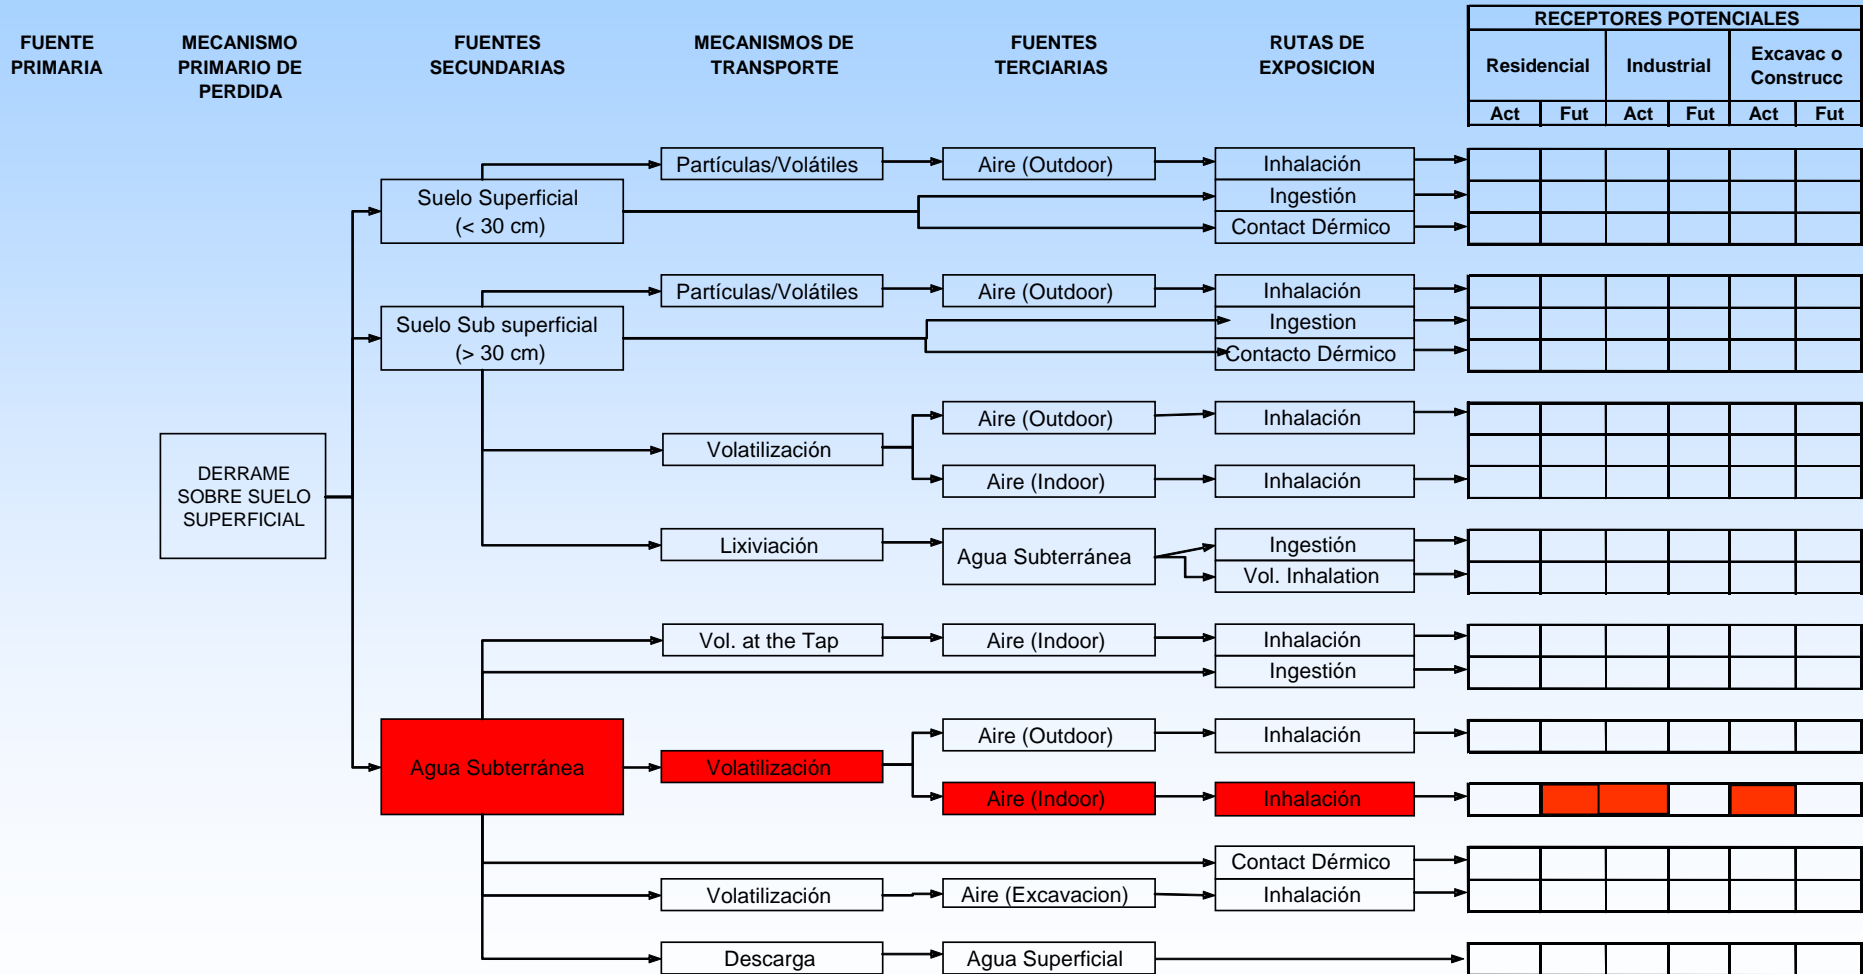 FUENTE
PRIMARIA
MECANISMO
PRIMARIO DE
PERDIDA
FUENTES
SECUNDARIAS
MECANISMOS DE
TRANSPORTE
FUENTES
TERCIARIAS
RUTAS DE
EXPOSICION
RECEPTORES POTENCIALES
Residencial
Industrial
Excavac o
Construcc
Act
Fut
Act
Fut
Act
Fut
Partículas/Volátiles
Aire (Outdoor)
Inhalación
Suelo Superficial
(< 30 cm)
Ingestión
Contact Dérmico
Partículas/Volátiles
Aire (Outdoor)
Inhalación
Suelo Sub superficial
(> 30 cm)
Ingestion
Contacto Dérmico
Aire (Outdoor)
Inhalación
Volatilización
Aire (Indoor)
Inhalación
DERRAME
SOBRE SUELO
SUPERFICIAL
Lixiviación
Agua Subterránea
Ingestión
Vol. Inhalation
Vol. at the Tap
Aire (Indoor)
Inhalación
Ingestión
Aire (Outdoor)
Inhalación
Agua Subterránea
Volatilización
Aire (Indoor)
Inhalación
Contact Dérmico
Volatilización
Aire (Excavacion)
Inhalación
Descarga
Agua Superficial